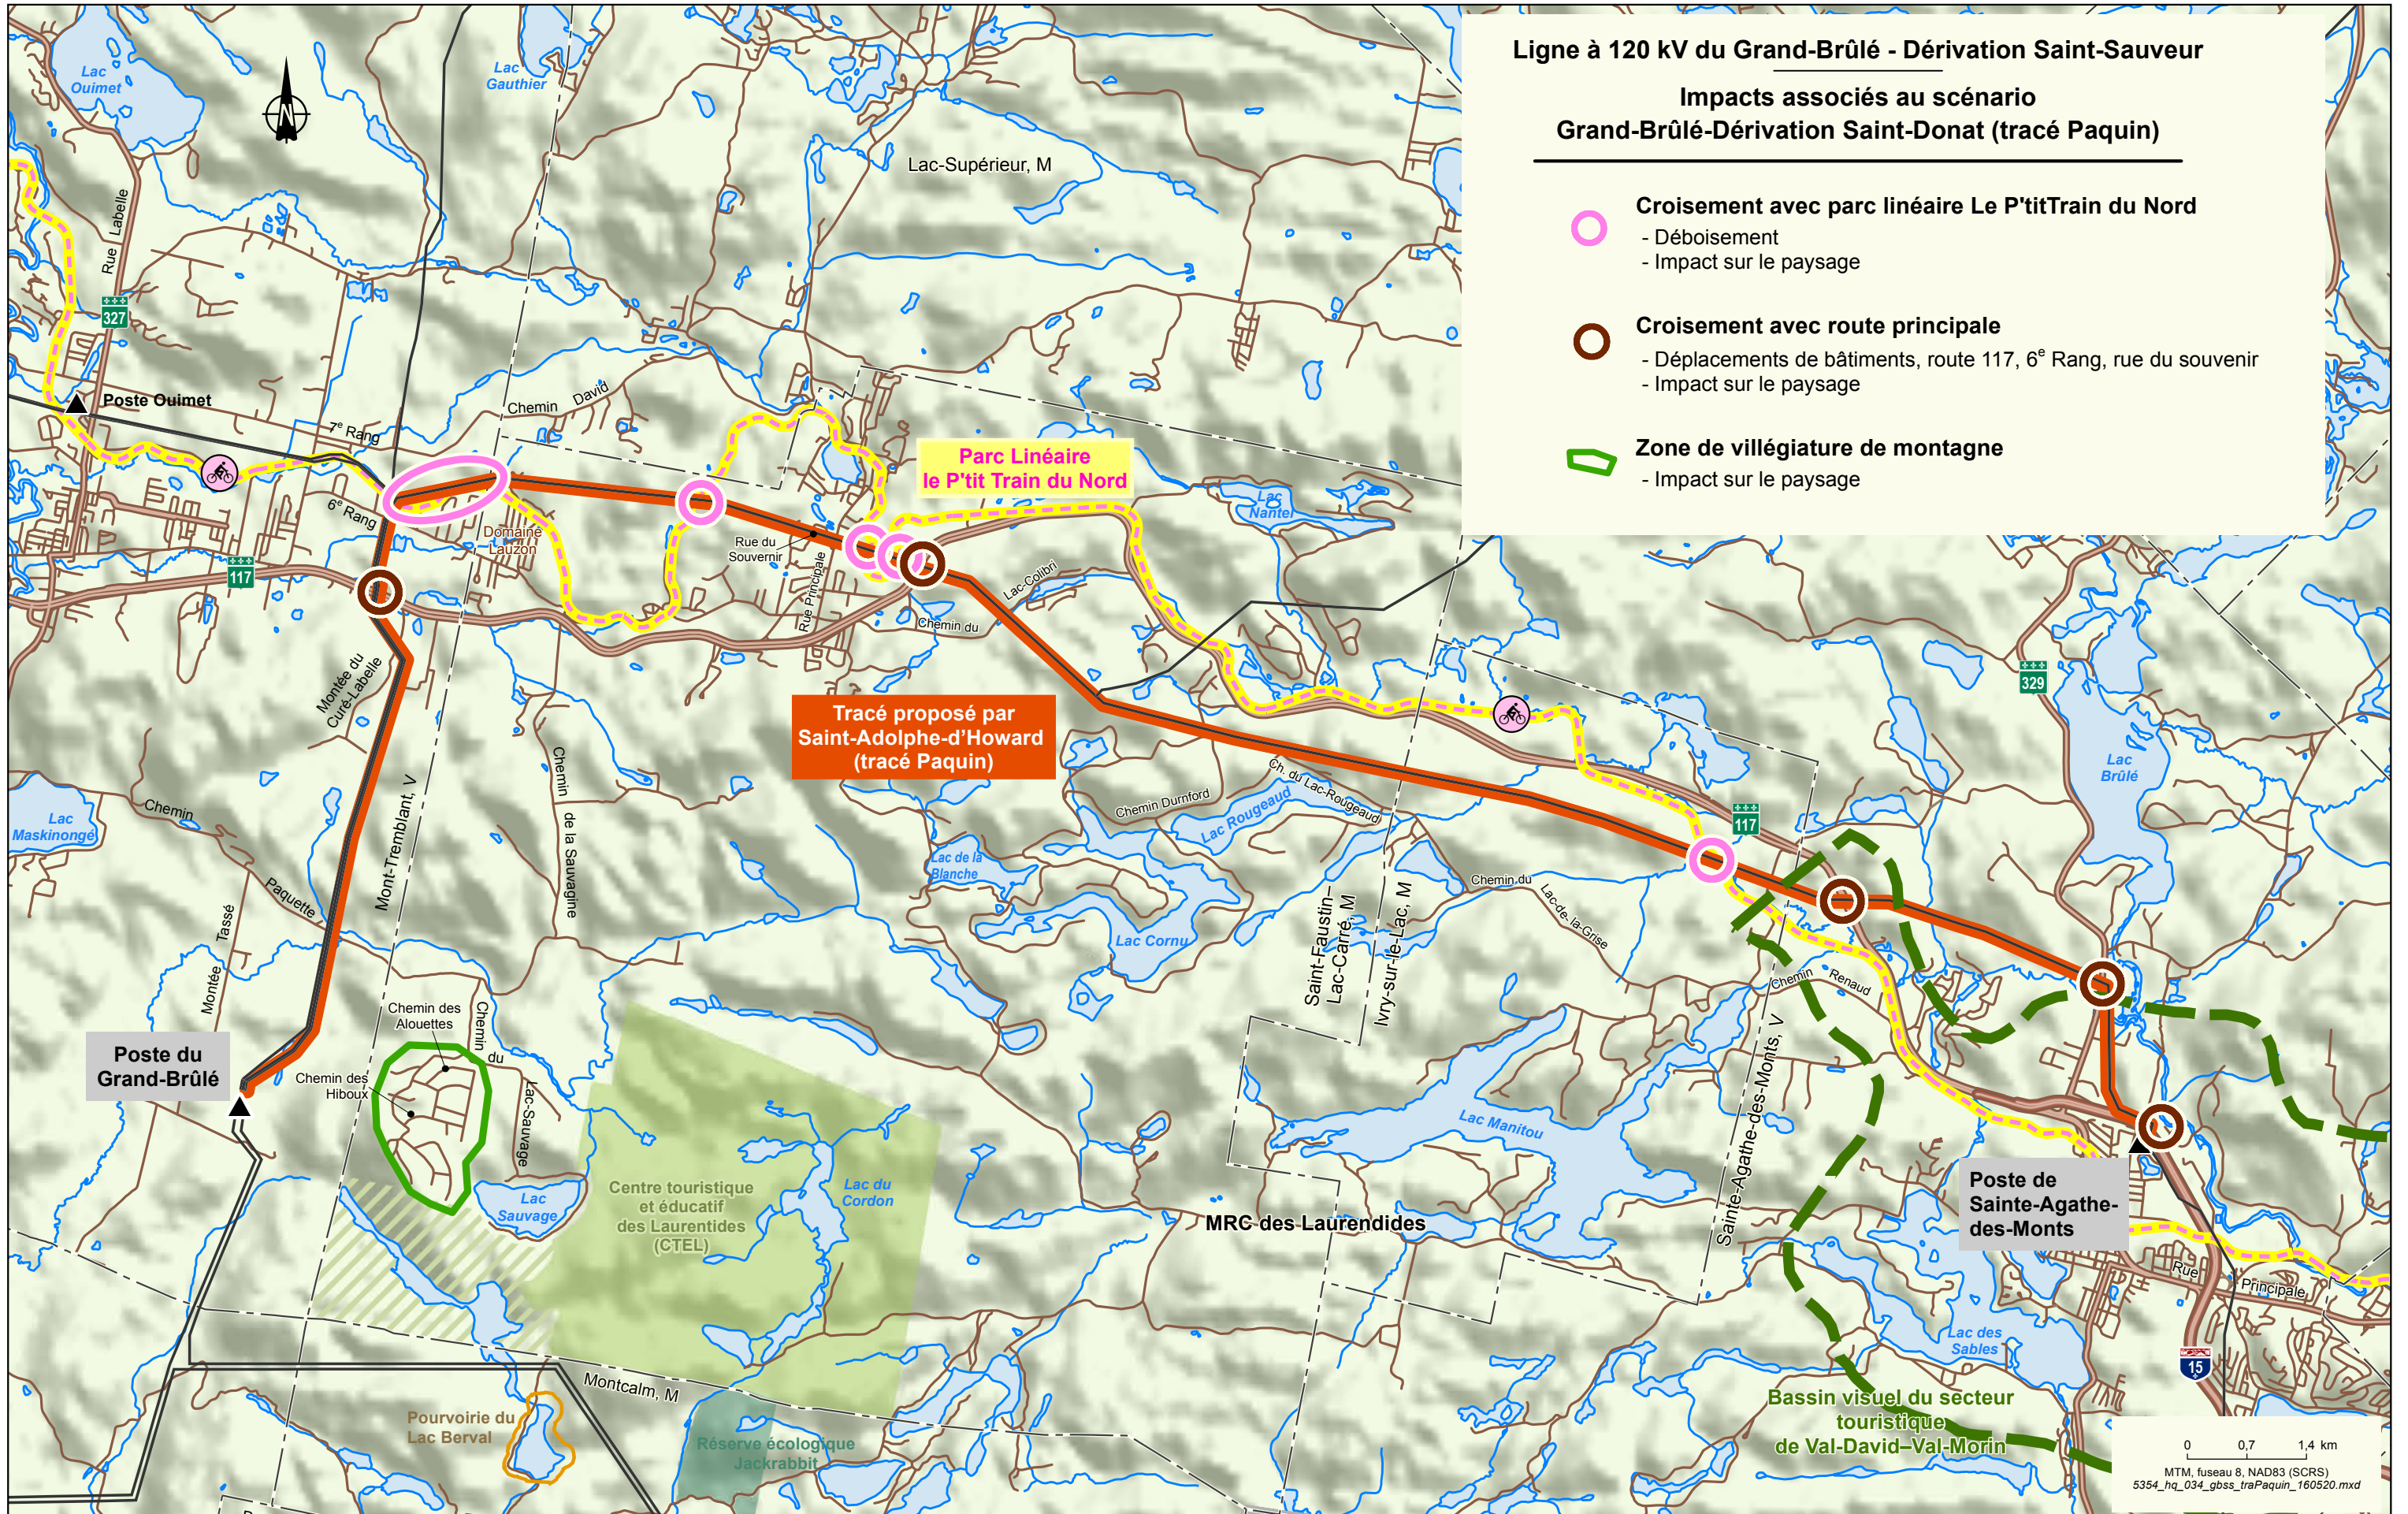 Ligne à 120 kV du Grand-Brûlé - Dérivation Saint-Sauveur
Impacts associés au scénario
Grand-Brûlé-Dérivation Saint-Donat (tracé Paquin)
Croisement avec parc linéaire Le P'titTrain du Nord
- Déboisement
- Impact sur le paysage
Croisement avec route principale
- Déplacements de bâtiments, route 117, 6e Rang, rue du souvenir
- Impact sur le paysage
Zone de villégiature de montagne
- Impact sur le paysage
Lac
Ouimet
Lac
Gauthier
N
Lac-Supérieur, M
Rue Labelle
327
Poste Ouimet
7e Rang
Chemin David
Parc Linéaire
le P'tit Train du Nord
Lac
Nantel
6e Rang
Domaine
Lauzon
Rue du
Souvernir
Rue Principale
117
Lac-Colibri
Chemin du
Montée du
Curé-Labelle
329
Tracé proposé par
Saint-Adolphe-d'Howard
(tracé Paquin)
Lac
Brûlé
Chemin
de la Sauvagine
Mont-Tremblant, V
Ch. du Lac-Rougeaud
Chemin Durnford
Lac Rougeaud
Lac
Maskinongé
Chemin
Paquette
117
Lac de la
Blanche
Chemin du
Lac-de-la-Grise
Lac Cornu
Saint-Faustin–
Lac-Carré, M
Ivry-sur-le-Lac, M
Montée Tassé
Chemin Renaud
Chemin des
Alouettes
Chemin
du
Lac-Sauvage
Poste du
Grand-Brûlé
Chemin des
Hiboux
Sainte-Agathe-des-Monts, V
Lac Manitou
Centre touristique
et éducatif
des Laurentides
(CTEL)
Lac du
Cordon
Lac
Sauvage
MRC des Laurendides
Poste de
Sainte-Agathe-
des-Monts
Rue Principale
Lac des
Sables
15
Montcalm, M
Pourvoirie du
Lac Berval
Réserve écologique
Jackrabbit
Bassin visuel du secteur
touristique
de Val-David–Val-Morin
0 0,7 1,4 km
MTM, fuseau 8, NAD83 (SCRS)
5354_hq_034_gbss_traPaquin_160520.mxd